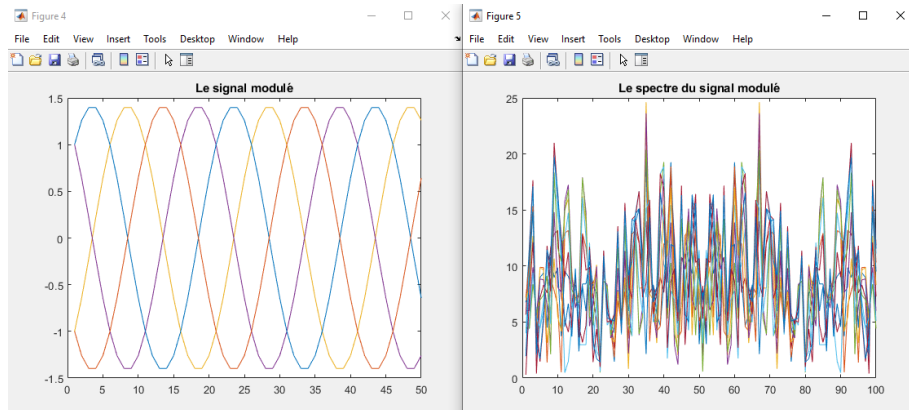 Figure 4
File Edit View Insert Tools Desktop Window Help
Le signal modulé
1.5
1
0.5
0
-0.5
-1
-1.5
0 5 10 15 20 25 30 35 40 45 50
Figure 5
File Edit View Insert Tools Desktop Window Help
Le spectre du signal modulé
25
20
15
10
5
0
0 10 20 30 40 50 60 70 80 90 100